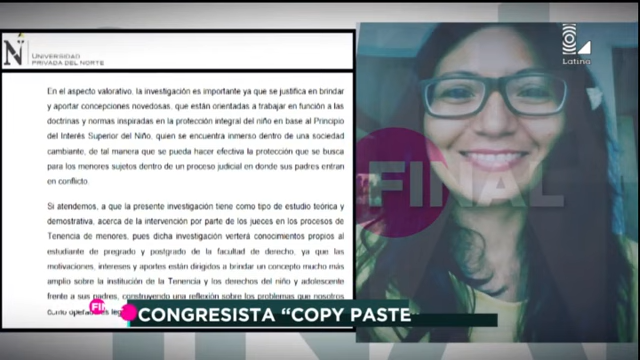 N
UNIVERSIDAD
PRIVADA DEL NORTE
Latina
En el aspecto valorativo, la investigación es importante ya que se justifica en brindar
y aportar concepciones novedosas, que están orientadas a trabajar en función a las
doctrinas y normas inspiradas en la protección integral del niño en base al Principio
del Interés Superior del Niño, quien se encuentra inmerso dentro de una sociedad
cambiante, de tal manera que se pueda hacer efectiva la protección que se busca
para los menores sujetos dentro de un proceso judicial en donde sus padres entran
en conflicto.
Si atendemos, a que la presente investigación tiene como tipo de estudio teórica y
demostrativa, acerca de la intervención por parte de los jueces en los procesos de
Tenencia de menores, pues dicha investigación verterá conocimientos propios al
estudiante de pregrado y postgrado de la facultad de derecho, ya que las
motivaciones, intereses y aportes están dirigidos a brindar un concepto mucho más
amplio sobre la institución de la Tenencia y los derechos del niño y adolescente
frente a sus padres, construyendo una reflexión sobre los problemas que nosotros
como
FINAL
CONGRESISTA “COPY PASTE